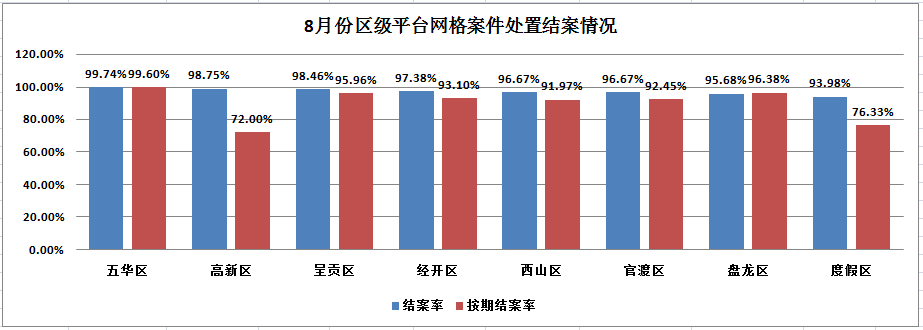 8月份区级平台网格案件处置结案情况
120.00%
100.00%
80.00%
60.00%
40.00%
20.00%
0.00%
99.74% 99.60% 98.75% 72.00% 98.46% 95.96% 97.38% 93.10% 96.67% 91.97% 96.67% 92.45% 95.68% 96.38% 93.98% 76.33%
五华区 高新区 呈贡区 经开区 西山区 官渡区 盘龙区 度假区
结案率 按期结案率